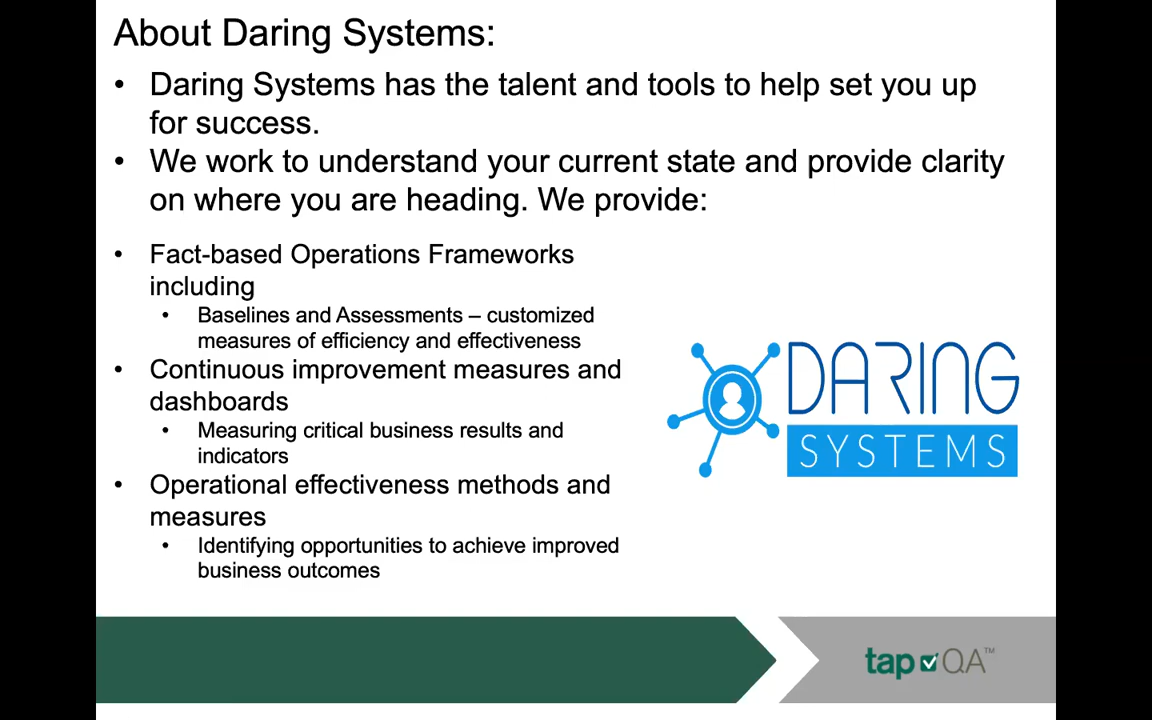 About Daring Systems:
• Daring Systems has the talent and tools to help set you up
for success.
• We work to understand your current state and provide clarity
on where you are heading. We provide:
• Fact-based Operations Frameworks
including
• Baselines and Assessments – customized
measures of efficiency and effectiveness
• Continuous improvement measures and
dashboards
• Measuring critical business results and
indicators
• Operational effectiveness methods and
measures
• Identifying opportunities to achieve improved
business outcomes
DARING
SYSTEMS
tap QA™